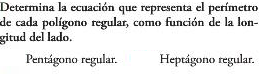 Determina la ecuación que representa el perímetro
de cada polígono regular, como función de la lon-
gitud del lado.
Pentágono regular. Heptágono regular.